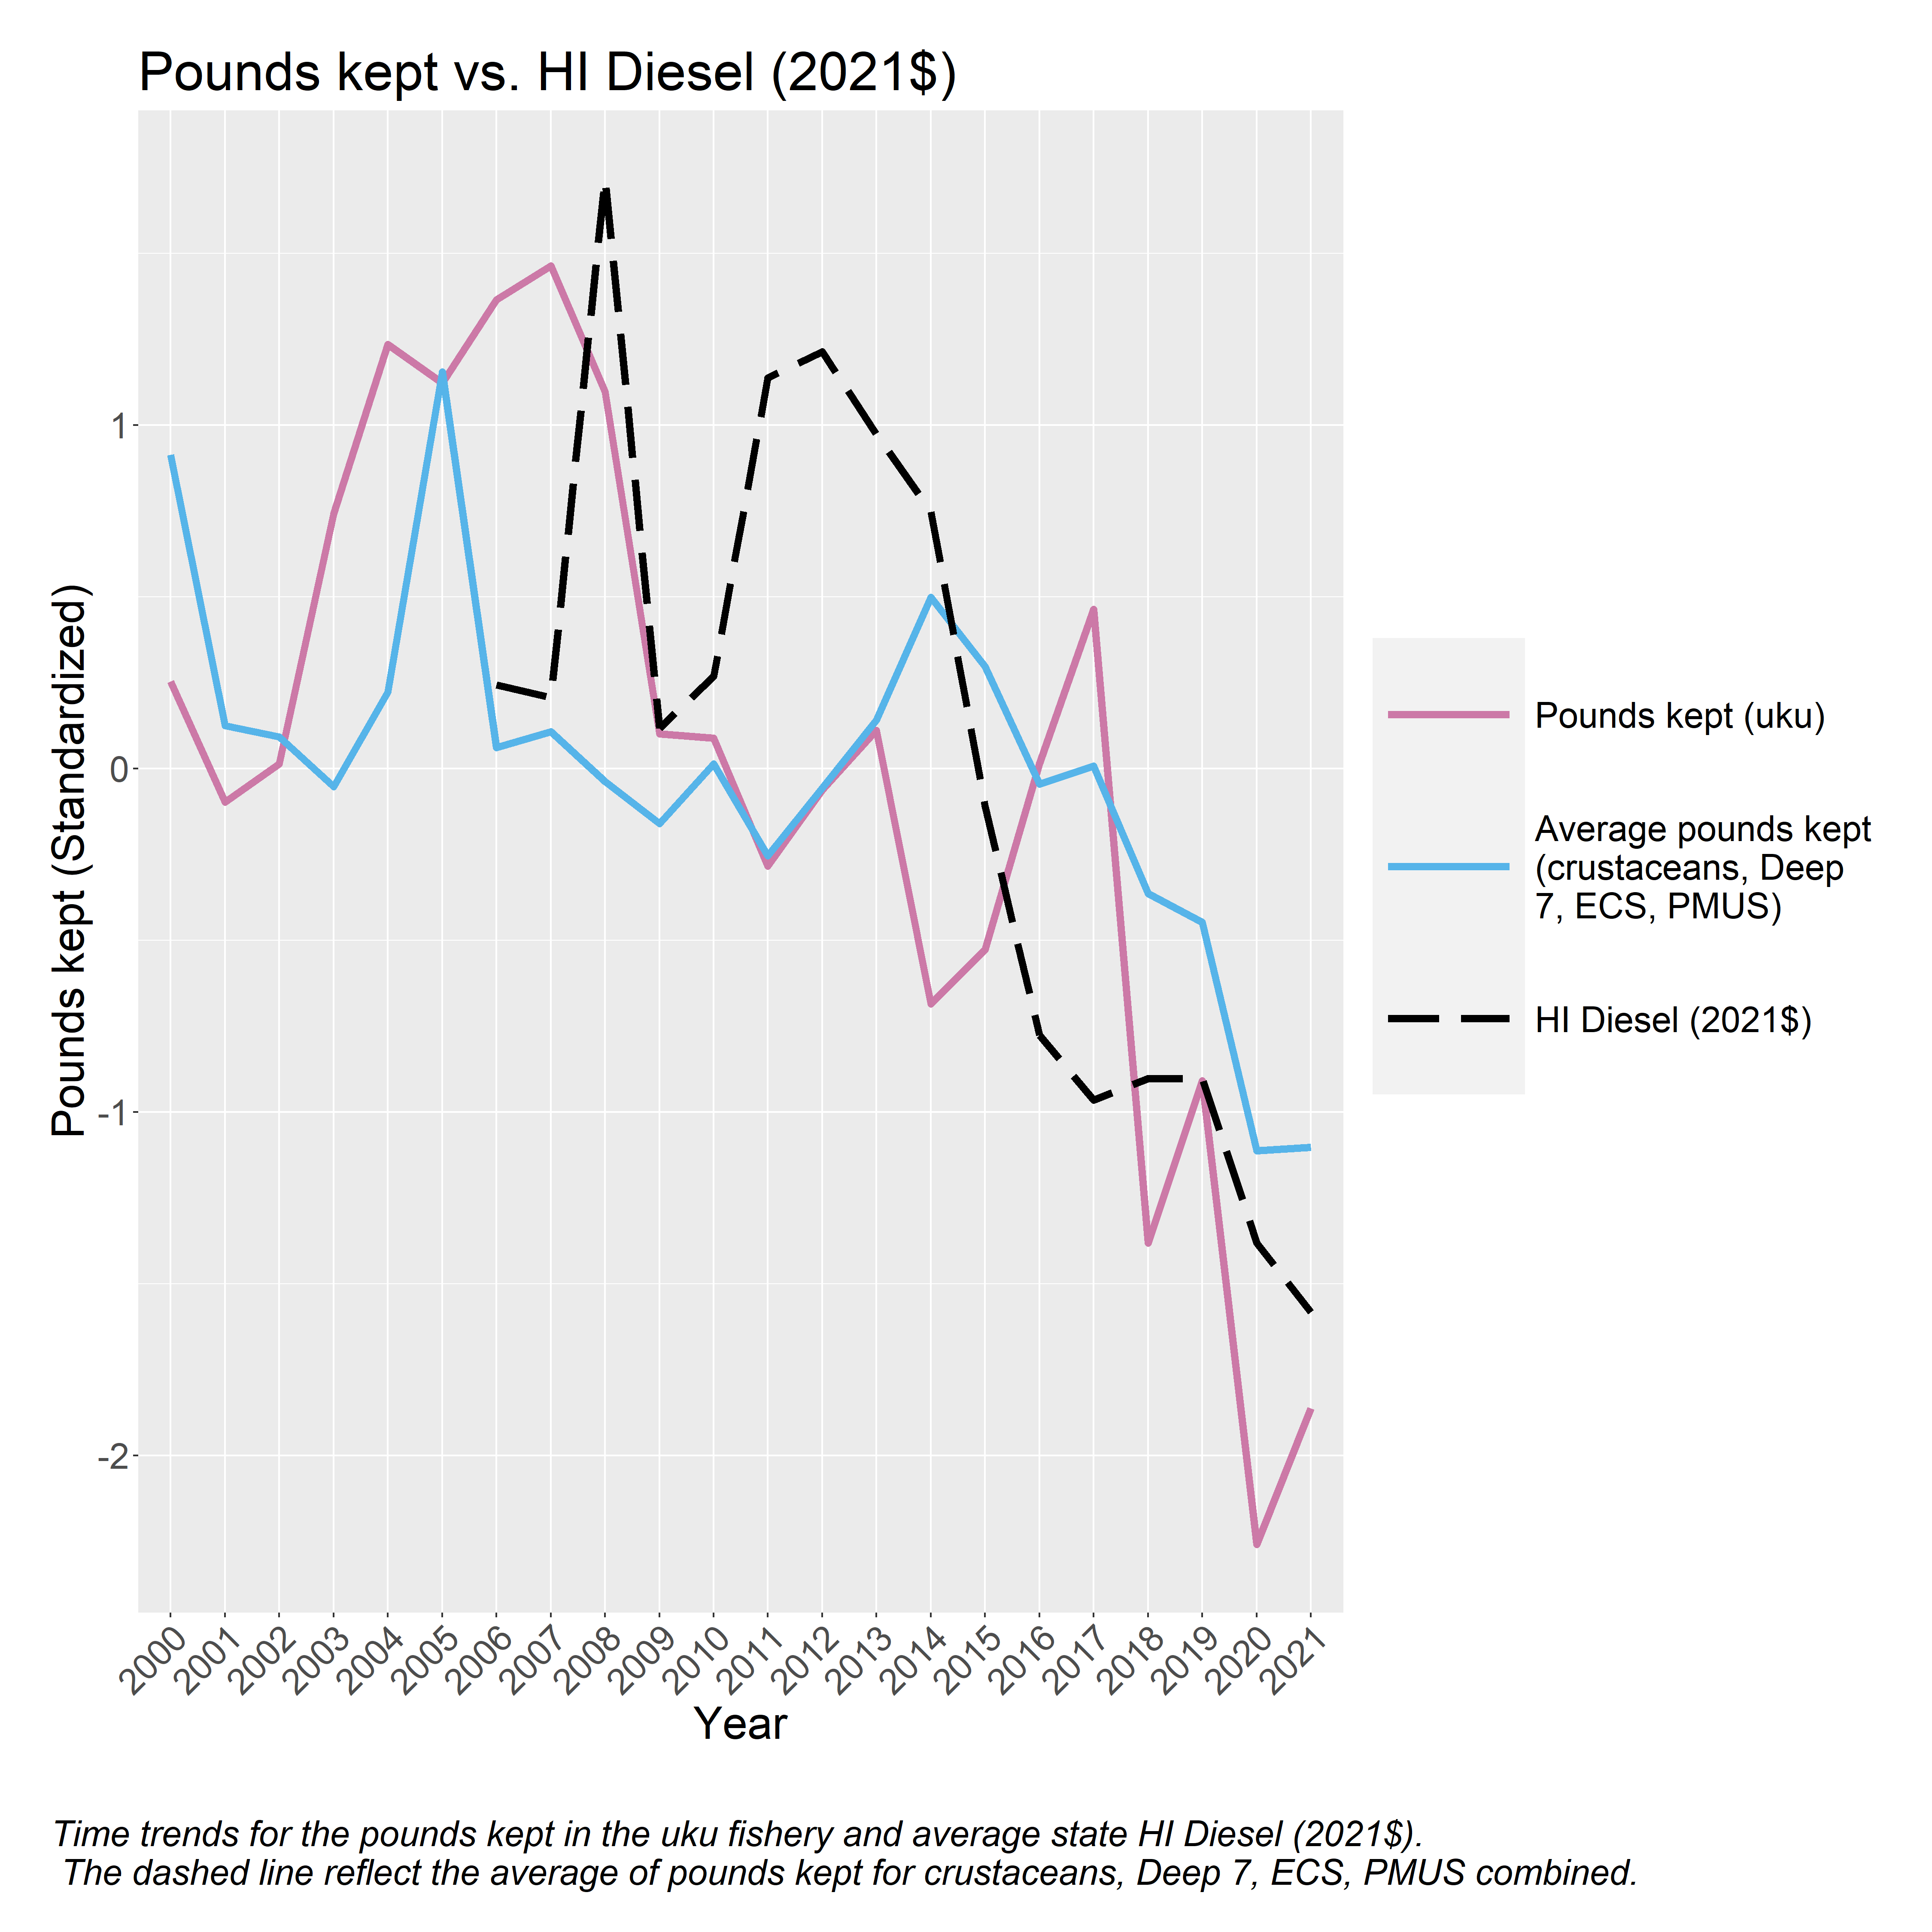 Pounds kept vs. HI Diesel (2021$)
Pounds kept (Standardized)
1
0
-1
-2
2000
2001
2002
2003
2004
2005
2006
2007
2008
2009
2010
2011
2012
2013
2014
2015
2016
2017
2018
2019
2020
2021
Year
Pounds kept (uku)
Average pounds kept
(crustaceans, Deep
7, ECS, PMUS)
HI Diesel (2021$)
Time trends for the pounds kept in the uku fishery and average state HI Diesel (2021$).
The dashed line reflect the average of pounds kept for crustaceans, Deep 7, ECS, PMUS combined.